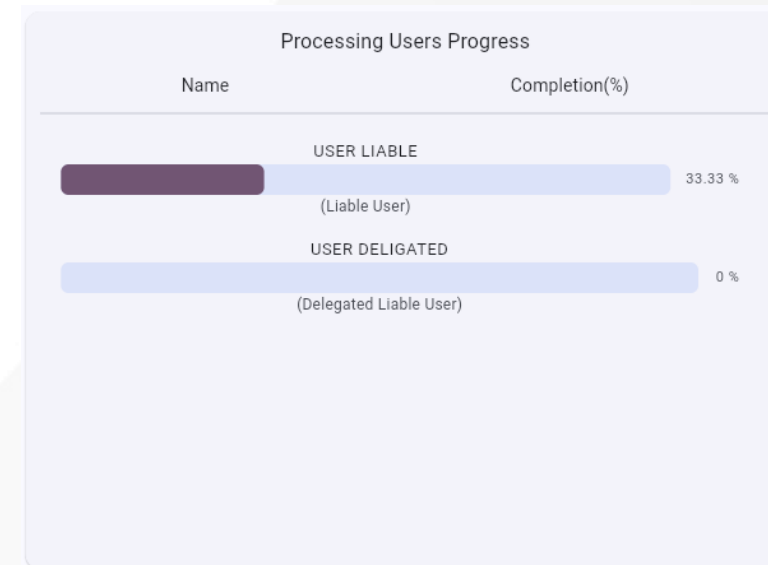 Processing Users Progress
Name Completion(%)
USER LIABLE
33.33 %
(Liable User)
USER DELIGATED
0 %
(Delegated Liable User)